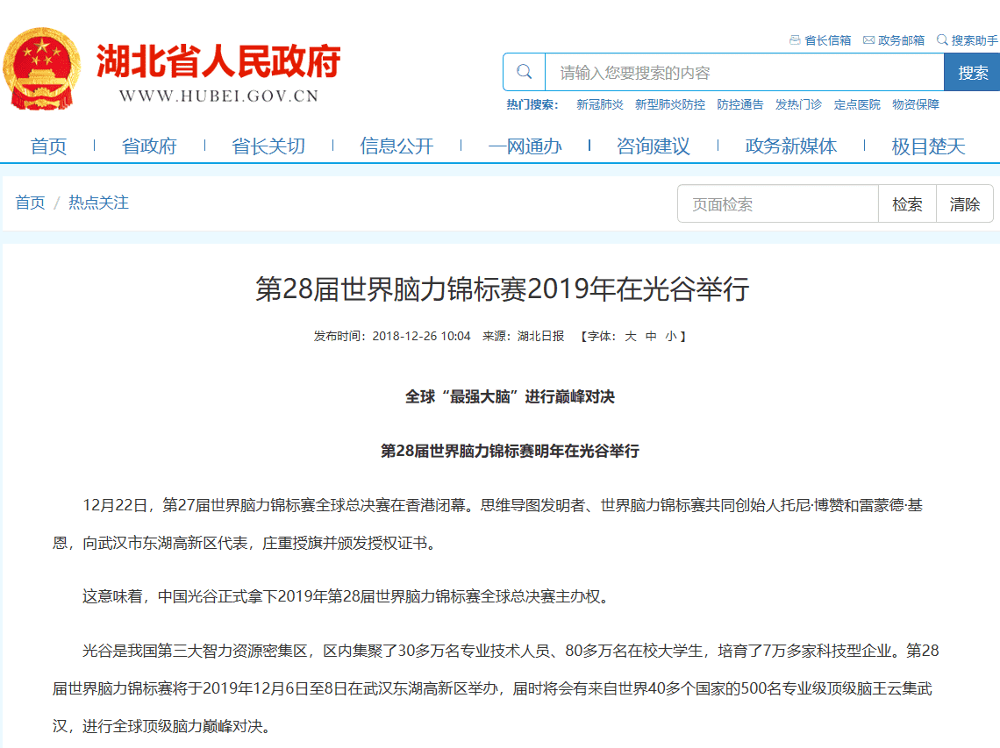 省长信箱 政务邮箱 搜索助手
湖北省人民政府
WWW.HUBEI.GOV.CN
请输入您要搜索的内容 搜索
热门搜索： 新冠肺炎 新型肺炎防控 防控通告 发热门诊 定点医院 物资保障
首页 省政府 省长关切 信息公开 一网通办 咨询建议 政务新媒体 极目楚天
首页 / 热点关注 页面检索 检索 清除
第28届世界脑力锦标赛2019年在光谷举行
发布时间：2018-12-26 10:04 来源：湖北日报 【字体： 大 中 小 】
全球“最强大脑”进行巅峰对决
第28届世界脑力锦标赛明年在光谷举行
12月22日，第27届世界脑力锦标赛全球总决赛在香港闭幕。思维导图发明者、世界脑力锦标赛共同创始人托尼·博赞和雷蒙德·基
恩，向武汉市东湖高新区代表，庄重授旗并颁发授权证书。
这意味着，中国光谷正式拿下2019年第28届世界脑力锦标赛全球总决赛主办权。
光谷是我国第三大智力资源密集区，区内集聚了30多万名专业技术人员、80多万名在校大学生，培育了7万多家科技型企业。第28
届世界脑力锦标赛将于2019年12月6日至8日在武汉东湖高新区举办，届时将会有来自世界40多个国家的500名专业级顶级脑王云集武
汉，进行全球顶级脑力巅峰对决。